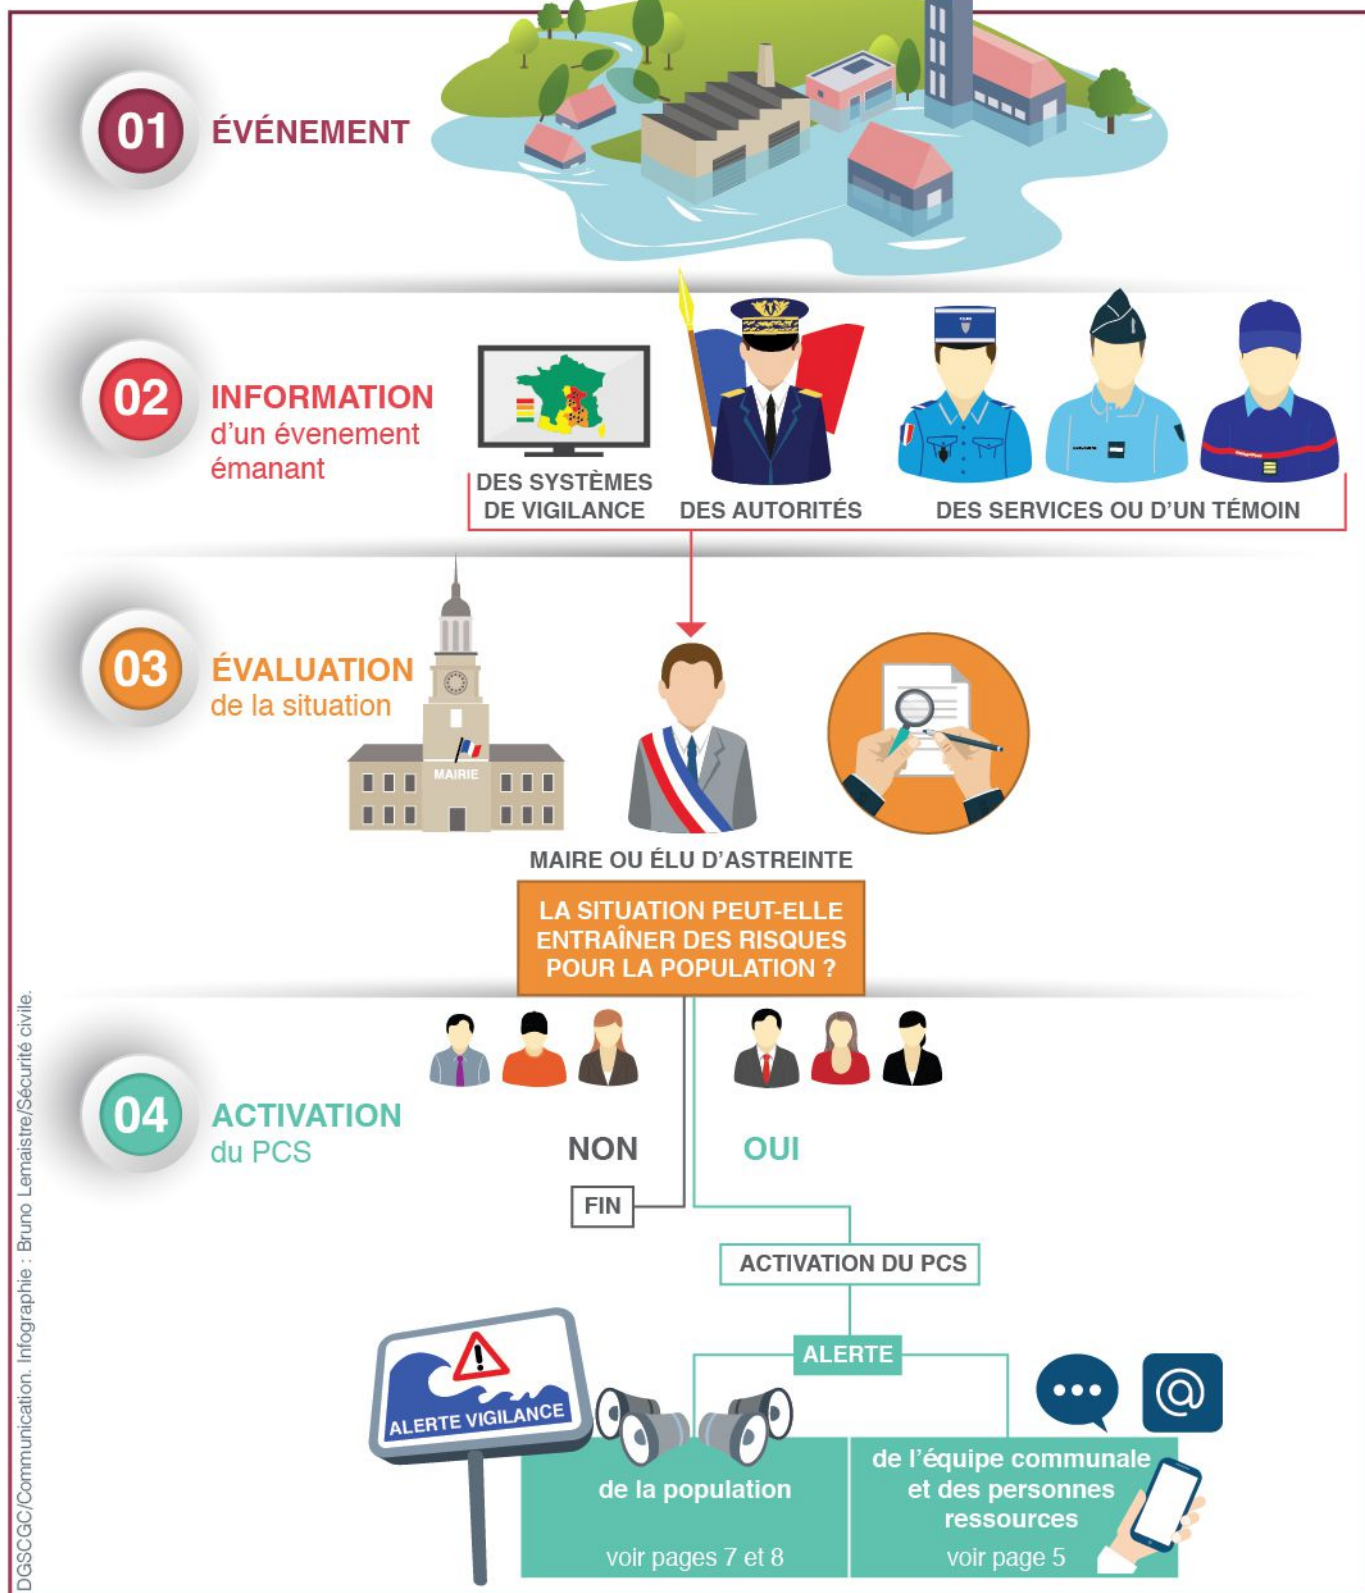 01
ÉVÉNEMENT
02
INFORMATION
d’un évenement
émanant
DES SYSTÈMES
DE VIGILANCE
DES AUTORITÉS
DES SERVICES OU D’UN TÉMOIN
03
ÉVALUATION
de la situation
MAIRIE
MAIRE OU ÉLU D’ASTREINTE
LA SITUATION PEUT-ELLE
ENTRAÎNER DES RISQUES
POUR LA POPULATION ?
04
ACTIVATION
du PCS
NON
OUI
FIN
ACTIVATION DU PCS
ALERTE
ALERTE VIGILANCE
@
de la population
voir pages 7 et 8
de l’équipe communale
et des personnes
ressources
voir page 5
DGSCGC/Communication. Infographie : Bruno Lemaistre/Sécurité civile.